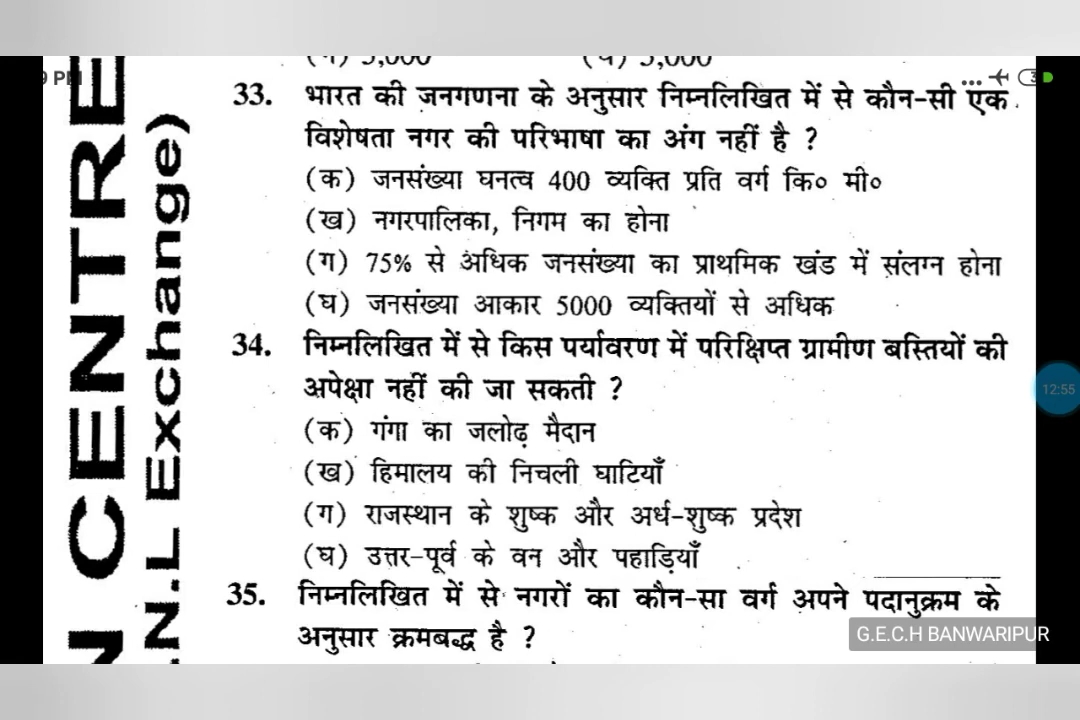 9 PM
33. भारत की जनगणना के अनुसार निम्नलिखित में से कौन-सी एक
विशेषता नगर की परिभाषा का अंग नहीं है ?
(क) जनसंख्या घनत्व 400 व्यक्ति प्रति वर्ग कि० मी०
(ख) नगरपालिका, निगम का होना
(ग) 75% से अधिक जनसंख्या का प्राथमिक खंड में संलग्न होना
(घ) जनसंख्या आकार 5000 व्यक्तियों से अधिक
34. निम्नलिखित में से किस पर्यावरण में परिक्षिप्त ग्रामीण बस्तियों की
अपेक्षा नहीं की जा सकती ?
(क) गंगा का जलोढ़ मैदान
(ख) हिमालय की निचली घाटियाँ
(ग) राजस्थान के शुष्क और अर्ध-शुष्क प्रदेश
(घ) उत्तर-पूर्व के वन और पहाड़ियाँ
35. निम्नलिखित में से नगरों का कौन-सा वर्ग अपने पदानुक्रम के
अनुसार क्रमबद्ध है ?
N CENTRE
N.L Exchange)
12:55
G.E.C.H BANWARIPUR